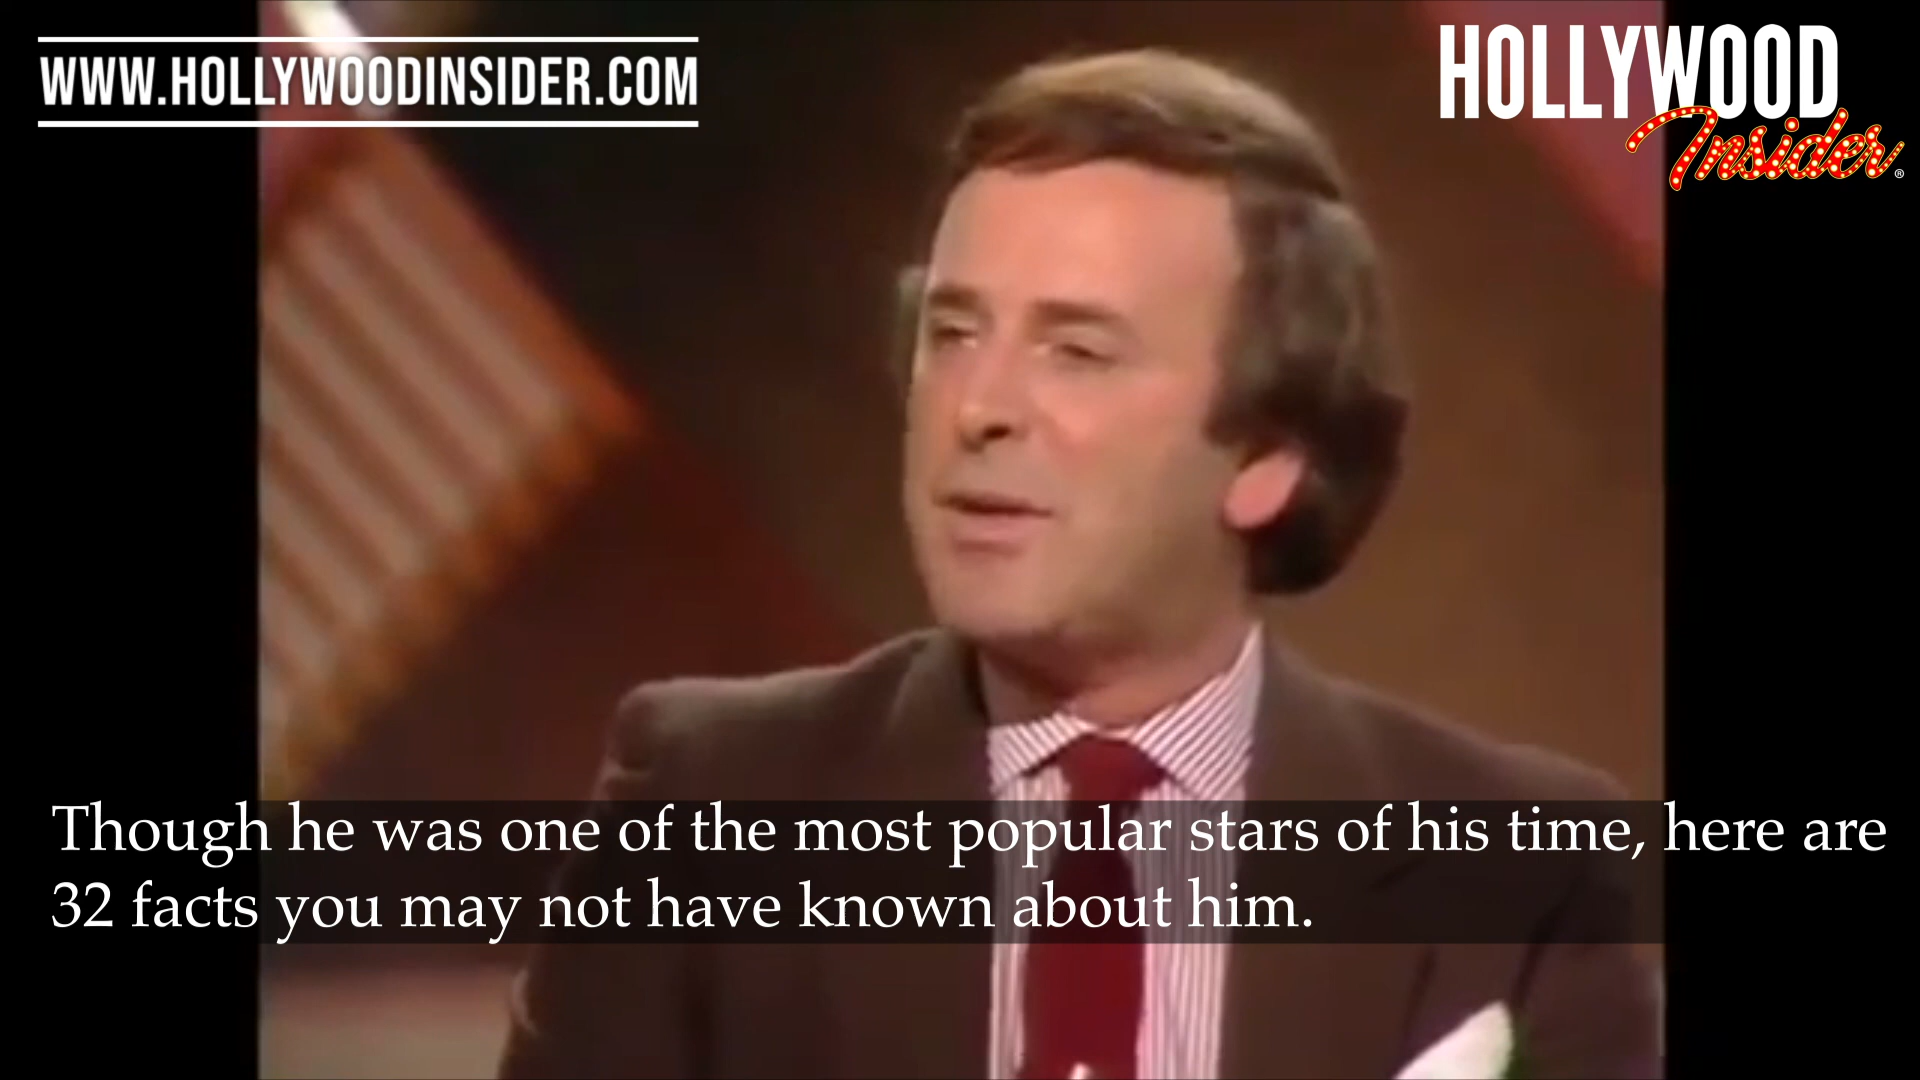 WWW.HOLLYWOODINSIDER.COM
HOLLYWOOD
Insider®
Though he was one of the most popular stars of his time, here are
32 facts you may not have known about him.